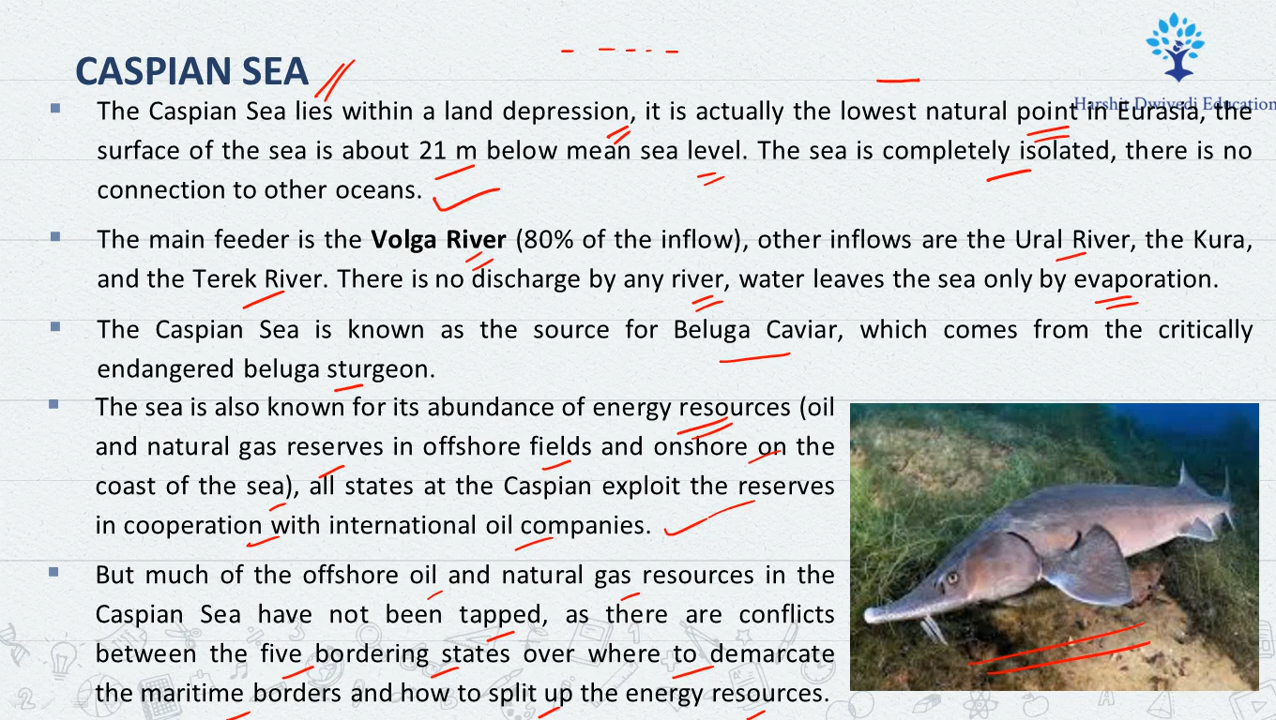 CASPIAN SEA
Harshit Dwivedi Education
▪ The Caspian Sea lies within a land depression, it is actually the lowest natural point in Eurasia, the
surface of the sea is about 21 m below mean sea level. The sea is completely isolated, there is no
connection to other oceans.
▪ The main feeder is the Volga River (80% of the inflow), other inflows are the Ural River, the Kura,
and the Terek River. There is no discharge by any river, water leaves the sea only by evaporation.
▪ The Caspian Sea is known as the source for Beluga Caviar, which comes from the critically
endangered beluga sturgeon.
▪ The sea is also known for its abundance of energy resources (oil
and natural gas reserves in offshore fields and onshore on the
coast of the sea), all states at the Caspian exploit the reserves
in cooperation with international oil companies.
▪ But much of the offshore oil and natural gas resources in the
Caspian Sea have not been tapped, as there are conflicts
between the five bordering states over where to demarcate
the maritime borders and how to split up the energy resources.